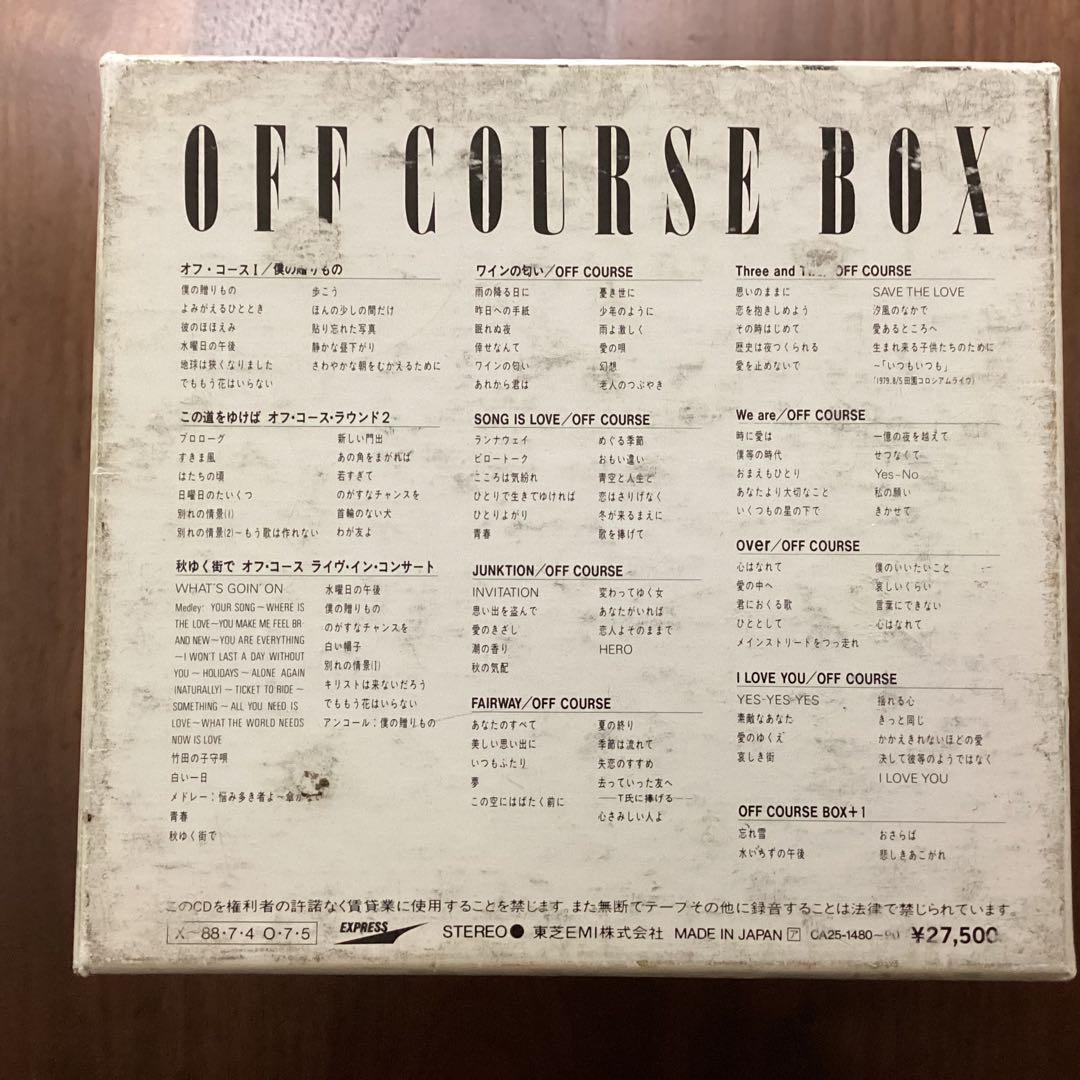 OFF COURSE BOX
オフ・コース I/僕の贈りもの
僕の贈りもの
よみがえるひととき
彼のほほえみ
水曜日の午後
地球は狭くなりました
でももう花はいらない
歩こう
ほんの少しの間だけ
貼り忘れた写真
静かな昼下がり
さわやかな朝をむかえるために
この道をゆけば オフ・コース・ラウンド2
プロローグ
すきま風
はたちの頃
日曜日のたいくつ
別れの情景(1)
別れの情景(2)~もう歌は作れない
新しい門出
あの角をまがれば
若すぎて
のがすなチャンスを
首輪のない犬
わが友よ
秋ゆく街で オフ・コース ライヴ・イン・コンサート
WHAT'S GOIN' ON
Medley: YOUR SONG~WHERE IS
THE LOVE~YOU MAKE ME FEEL BR-
AND NEW~YOU ARE EVERYTHING
~I WON'T LAST A DAY WITHOUT
YOU~HOLIDAYS~ALONE AGAIN
(NATURALLY)~TICKET TO RIDE~
SOMETHING~ALL YOU NEED IS
LOVE~WHAT THE WORLD NEEDS
NOW IS LOVE
竹田の子守唄
白い一日
メドレー:悩み多き者よ~傘がない
青春
秋ゆく街で
水曜日の午後
僕の贈りもの
のがすなチャンスを
白い帽子
別れの情景(1)
キリストは来ないだろう
でももう花はいらない
アンコール:僕の贈りもの
ワインの匂い/OFF COURSE
雨の降る日に
昨日への手紙
眠れぬ夜
倖せなんて
ワインの匂い
あれから君は
憂き世に
少年のように
雨よ激しく
愛の唄
幻想
老人のつぶやき
SONG IS LOVE/OFF COURSE
ランナウェイ
ピロートーク
こころは気紛れ
ひとりで生きてゆければ
ひとりよがり
青春
めぐる季節
おもい違い
青空と人生と
恋はさりげなく
冬が来るまえに
歌を捧げて
JUNKTION/OFF COURSE
INVITATION
思い出を盗んで
愛のきざし
潮の香り
秋の気配
変わってゆく女
あなたがいれば
恋人よそのままで
HERO
FAIRWAY/OFF COURSE
あなたのすべて
美しい思い出に
いつもふたり
夢
この空にはばたく前に
夏の終り
季節は流れて
失恋のすすめ
去っていった友へ
——T氏に捧げる——
心さみしい人よ
Three and OFF COURSE
思いのままに
恋を抱きしめよう
その時はじめて
歴史は夜つくられる
愛を止めないで
SAVE THE LOVE
汐風のなかで
愛あるところへ
生まれ来る子供たちのために
~「いつもいつも」
(1979.8/5田園コロシアムライヴ)
We are/OFF COURSE
時に愛は
僕等の時代
おまえもひとり
あなたより大切なこと
いくつもの星の下で
一億の夜を越えて
せつなくて
Yes-No
私の願い
きかせて
over/OFF COURSE
心はなれて
愛の中へ
君におくる歌
ひととして
メインストリートをつっ走れ
僕のいいたいこと
哀しいくらい
言葉にできない
心はなれて
I LOVE YOU/OFF COURSE
YES-YES-YES
素敵なあなた
愛のゆくえ
哀しき街
揺れる心
きっと同じ
かかえきれないほどの愛
決して彼等のようではなく
I LOVE YOU
OFF COURSE BOX+1
忘れ雪
水いらずの午後
おさらば
悲しきあこがれ
このCDを権利者の許諾なく賃貸業に使用することを禁じます。また無断でテープその他に録音することは法律で禁じられています。
X-88・7・4 O・7・5 EXPRESS STEREO● 東芝EMI株式会社 MADE IN JAPAN ア CA25-1480~90 ¥27,500